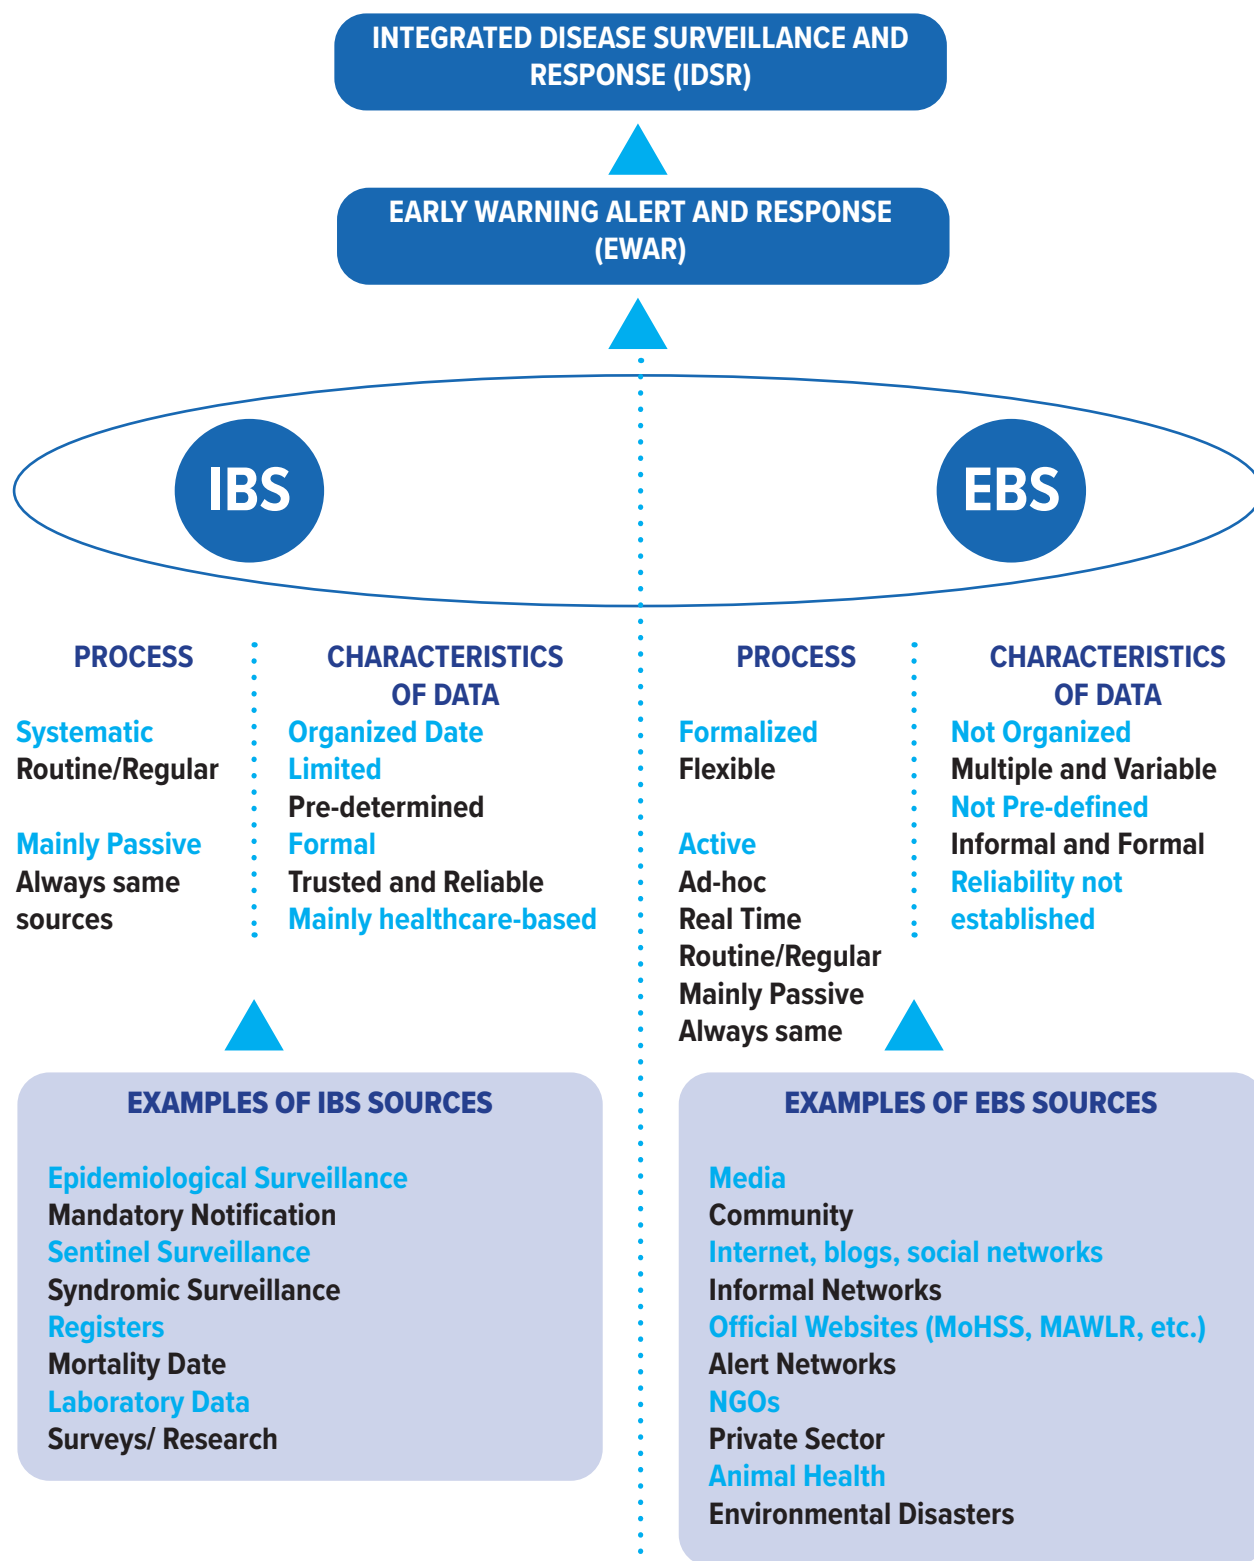 INTEGRATED DISEASE SURVEILLANCE AND
RESPONSE (IDSR)
EARLY WARNING ALERT AND RESPONSE
(EWAR)
IBS
EBS
PROCESS
Systematic
Routine/Regular
Mainly Passive
Always same
sources
CHARACTERISTICS
OF DATA
Organized Date
Limited
Pre-determined
Formal
Trusted and Reliable
Mainly healthcare-based
PROCESS
Formalized
Flexible
Active
Ad-hoc
Real Time
Routine/Regular
Mainly Passive
Always same
CHARACTERISTICS
OF DATA
Not Organized
Multiple and Variable
Not Pre-defined
Informal and Formal
Reliability not
established
EXAMPLES OF IBS SOURCES
Epidemiological Surveillance
Mandatory Notification
Sentinel Surveillance
Syndromic Surveillance
Registers
Mortality Date
Laboratory Data
Surveys/ Research
EXAMPLES OF EBS SOURCES
Media
Community
Internet, blogs, social networks
Informal Networks
Official Websites (MoHSS, MAWLR, etc.)
Alert Networks
NGOs
Private Sector
Animal Health
Environmental Disasters